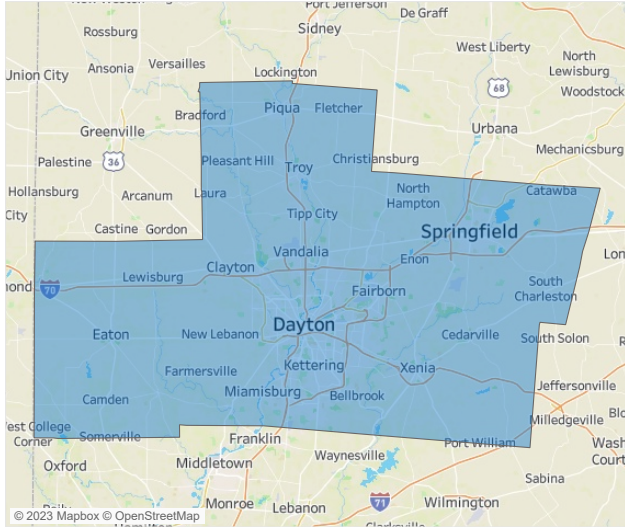 Port Jefferson
De Graff
Rossburg
Sidney
West Liberty
Versailles
Ansonia
Union City
Lockington
North
Lewisburg
68
Woodstock
Bradford
Piqua
Fletcher
Greenville
Urbana
Palestine
36
Pleasant Hill
Troy
Christiansburg
Mechanicsburg
Hollansburg
Arcanum
Laura
North
Hampton
Catawba
City
Tipp City
Castine
Gordon
Springfield
Vandalia
Clayton
Enon
Lewisburg
70
Fairborn
South
Charleston
Dayton
Eaton
New Lebanon
Cedarville
South Solon
Kettering
Xenia
Farmersville
Jeffersonville
Miamisburg
Bellbrook
Camden
Milledgeville
Somerville
Franklin
Port William
Corner
Oxford
Middletown
Waynesville
Sabina
71
Monroe
Lebanon
Wilmington
© 2023 Mapbox © OpenStreetMap